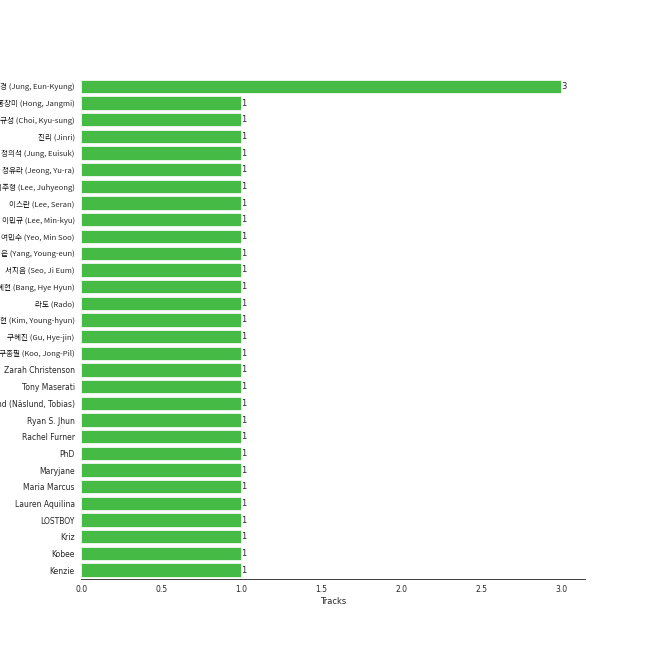 경 (Jung, Eun-Kyung) 3
홍장미 (Hong, Jangmi) 1
규성 (Choi, Kyu-sung) 1
진리 (Jinri) 1
정의석 (Jung, Euisuk) 1
정유라 (Jeong, Yu-ra) 1
이주형 (Lee, Juhyeong) 1
이스란 (Lee, Seran) 1
이민규 (Lee, Min-kyu) 1
여민수 (Yeo, Min Soo) 1
(Yang, Young-eun) 1
서지음 (Seo, Ji Eum) 1
혜현 (Bang, Hye Hyun) 1
라도 (Rado) 1
현 (Kim, Young-hyun) 1
구혜진 (Gu, Hye-jin) 1
구종필 (Koo, Jong-Pil) 1
Zarah Christenson 1
Tony Maserati 1
nd (Näslund, Tobias) 1
Ryan S. Jhun 1
Rachel Furner 1
PhD 1
Maryjane 1
Maria Marcus 1
Lauren Aquilina 1
LOSTBOY 1
Kriz 1
Kobee 1
Kenzie 1
0.0 0.5 1.0 1.5 2.0 2.5 3.0
Tracks